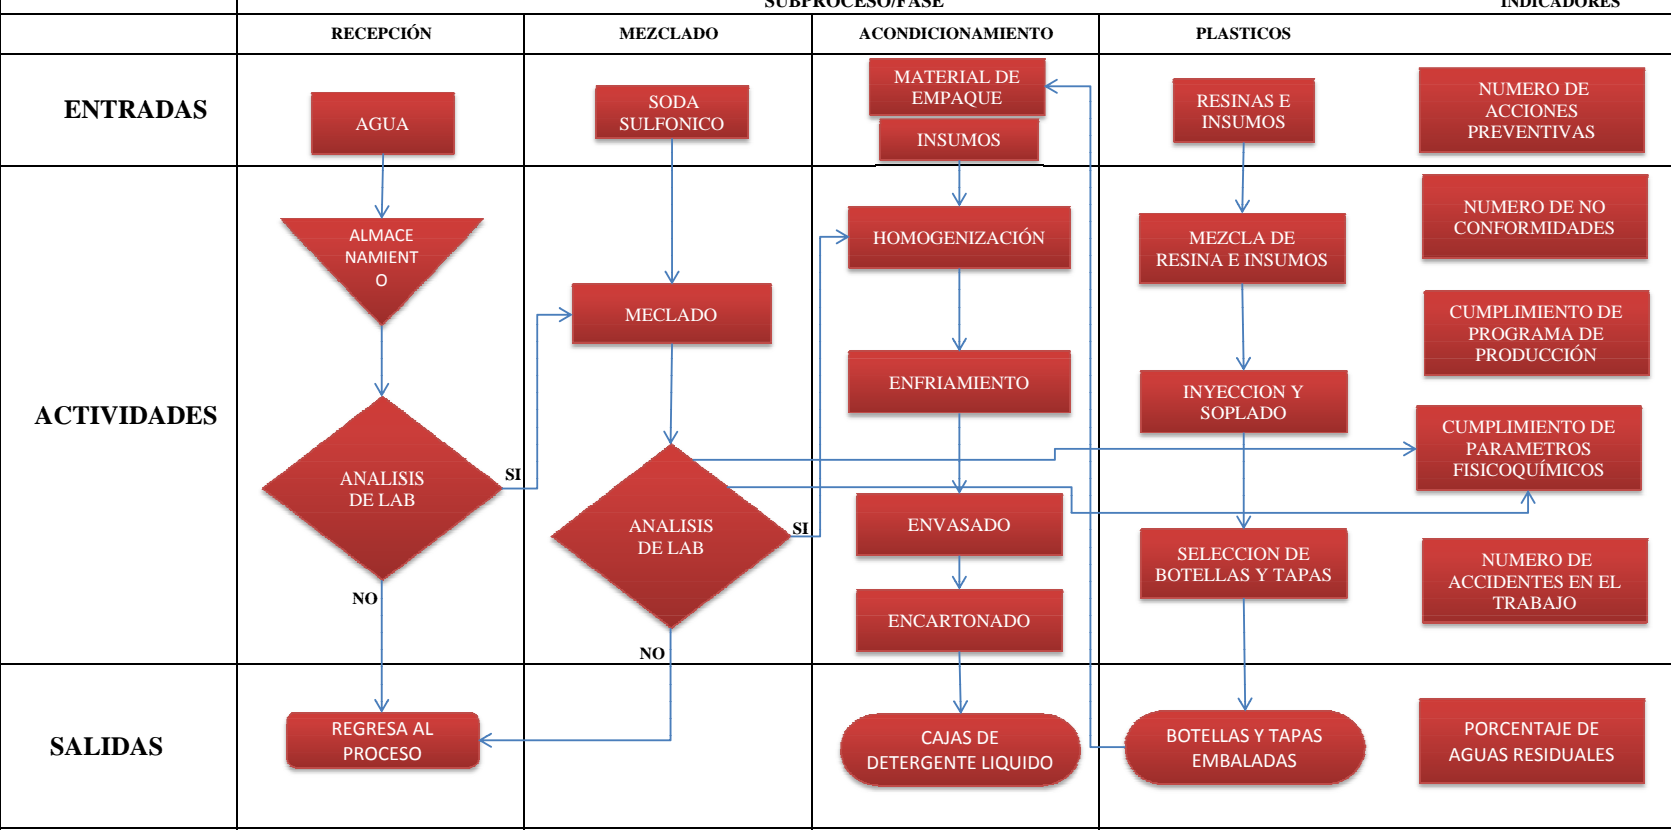 SUBPROCESO/FASE
INDICADORES
RECEPCIÓN
MEZCLADO
ACONDICIONAMIENTO
PLASTICOS
ENTRADAS
AGUA
SODA
SULFONICO
MATERIAL DE
EMPAQUE
INSUMOS
RESINAS E
INSUMOS
NUMERO DE
ACCIONES
PREVENTIVAS
ACTIVIDADES
ALMACE
NAMIENT
O
ANALISIS
DE LAB
SI
NO
MECLADO
ANALISIS
DE LAB
SI
NO
HOMOGENIZACIÓN
ENFRIAMIENTO
ENVASADO
ENCARTONADO
MEZCLA DE
RESINA E INSUMOS
INYECCION Y
SOPLADO
SELECCION DE
BOTELLAS Y TAPAS
NUMERO DE NO
CONFORMIDADES
CUMPLIMIENTO DE
PROGRAMA DE
PRODUCCIÓN
CUMPLIMIENTO DE
PARAMETROS
FISICOQUÍMICOS
NUMERO DE
ACCIDENTES EN EL
TRABAJO
SALIDAS
REGRESA AL
PROCESO
CAJAS DE
DETERGENTE LIQUIDO
BOTELLAS Y TAPAS
EMBALADAS
PORCENTAJE DE
AGUAS RESIDUALES